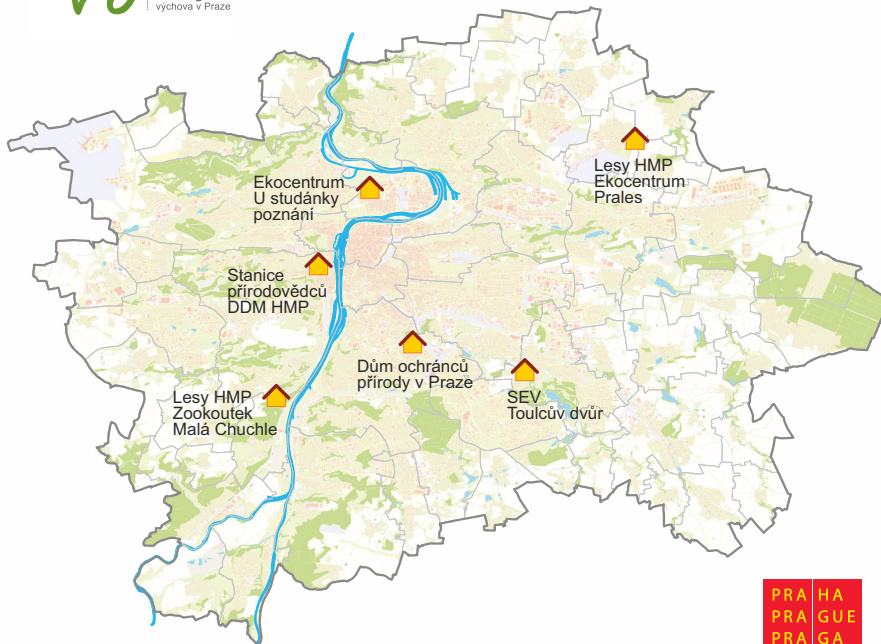 výchova v Praze
Ekocentrum
U studánky
poznání
Lesy HMP
Ekocentrum
Prales
Stanice
přírodovědců
DDM HMP
Dům ochránců
přírody v Praze
SEV
Toulcův dvůr
Lesy HMP
Zookoutek
Malá Chuchle
PRA HA
PRA GUE
PRA GA